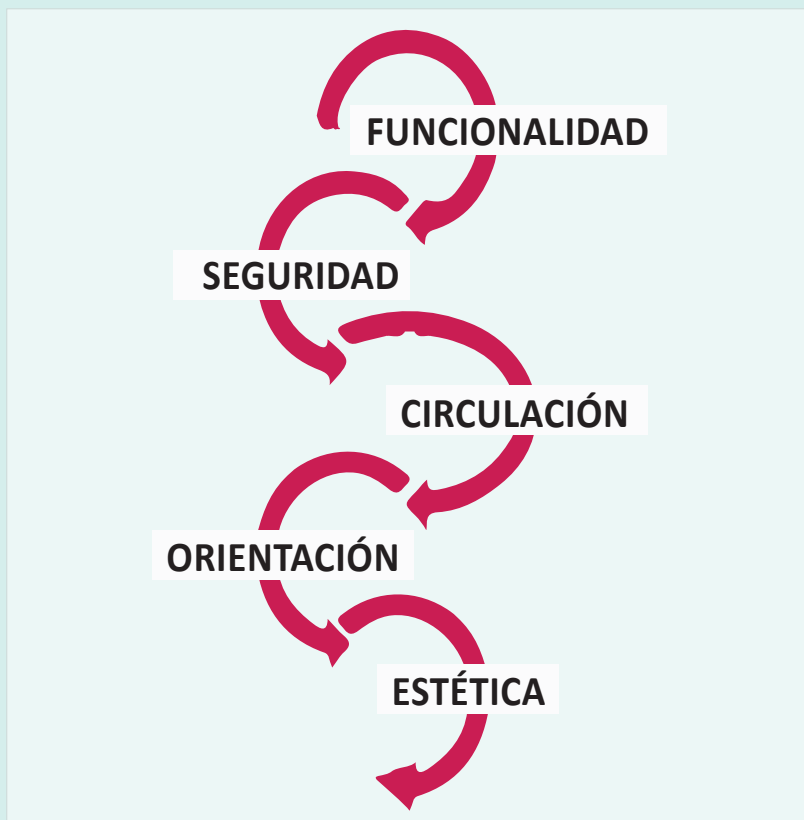 FUNCIONALIDAD
SEGURIDAD
CIRCULACIÓN
ORIENTACIÓN
ESTÉTICA